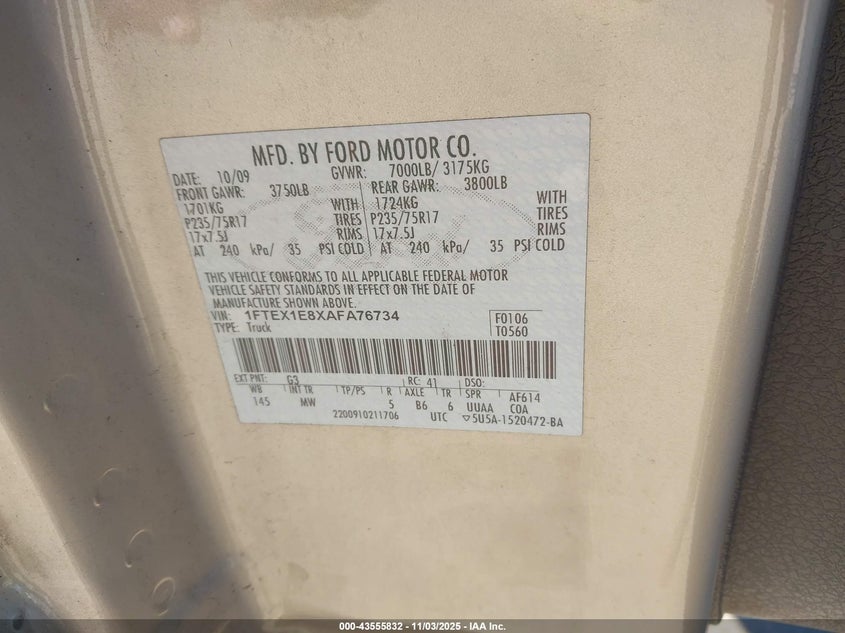 MFD. BY FORD MOTOR CO.
DATE: 10/09 GVWR: 7000LB/ 3175KG
FRONT GAWR: 3750LB REAR GAWR: 3800LB
1701KG WITH 1724KG WITH
P235/75R17 TIRES P235/75R17 TIRES
17x7.5J RIMS 17x7.5J RIMS
AT 240 kPa/ 35 PSI COLD AT 240 kPa/ 35 PSI COLD
THIS VEHICLE CONFORMS TO ALL APPLICABLE FEDERAL MOTOR
VEHICLE SAFETY STANDARDS IN EFFECT ON THE DATE OF
MANUFACTURE SHOWN ABOVE.
VIN: 1FTEX1E8XAFA76734 F0106
TYPE: Truck T0560
EXT PNT: G3 RC: 41 DSO:
WB INT TR TP/PS R AXLE TR SPR AF614
145 MW 5 B6 6 UUAA COA
2200910211706 UTC ▽5U5A-1520472-BA
000-43555832 - 11/03/2025 - IAA Inc.